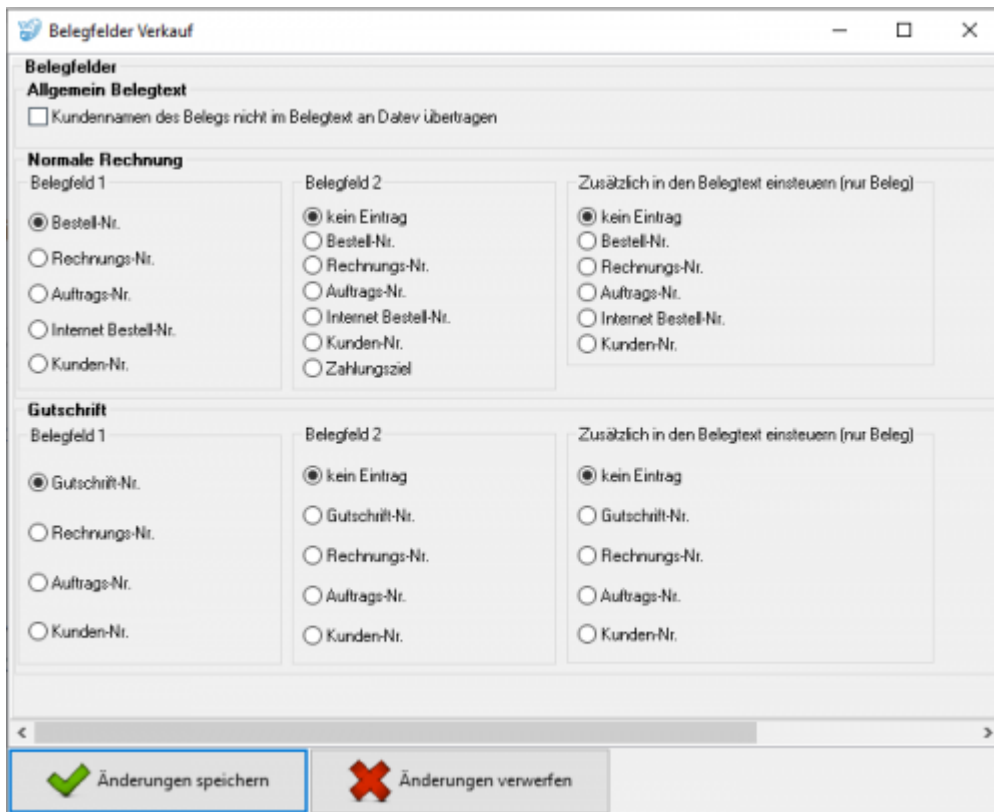 Belegfelder Verkauf
Belegfelder
Allgemein Belegtext
Kundennamen des Belegs nicht im Belegtext an Datev übertragen
Normale Rechnung
Belegfeld 1
Bestell-Nr.
Rechnungs-Nr.
Auftrags-Nr.
Internet Bestell-Nr.
Kunden-Nr.
Belegfeld 2
kein Eintrag
Bestell-Nr.
Rechnungs-Nr.
Auftrags-Nr.
Internet Bestell-Nr.
Kunden-Nr.
Zahlungsziel
Zusätzlich in den Belegtext einsteuern (nur Beleg)
kein Eintrag
Bestell-Nr.
Rechnungs-Nr.
Auftrags-Nr.
Internet Bestell-Nr.
Kunden-Nr.
Gutschrift
Belegfeld 1
Gutschrift-Nr.
Rechnungs-Nr.
Auftrags-Nr.
Kunden-Nr.
Belegfeld 2
kein Eintrag
Gutschrift-Nr.
Rechnungs-Nr.
Auftrags-Nr.
Kunden-Nr.
Zusätzlich in den Belegtext einsteuern (nur Beleg)
kein Eintrag
Gutschrift-Nr.
Rechnungs-Nr.
Auftrags-Nr.
Kunden-Nr.
Änderungen speichern
Änderungen verwerfen